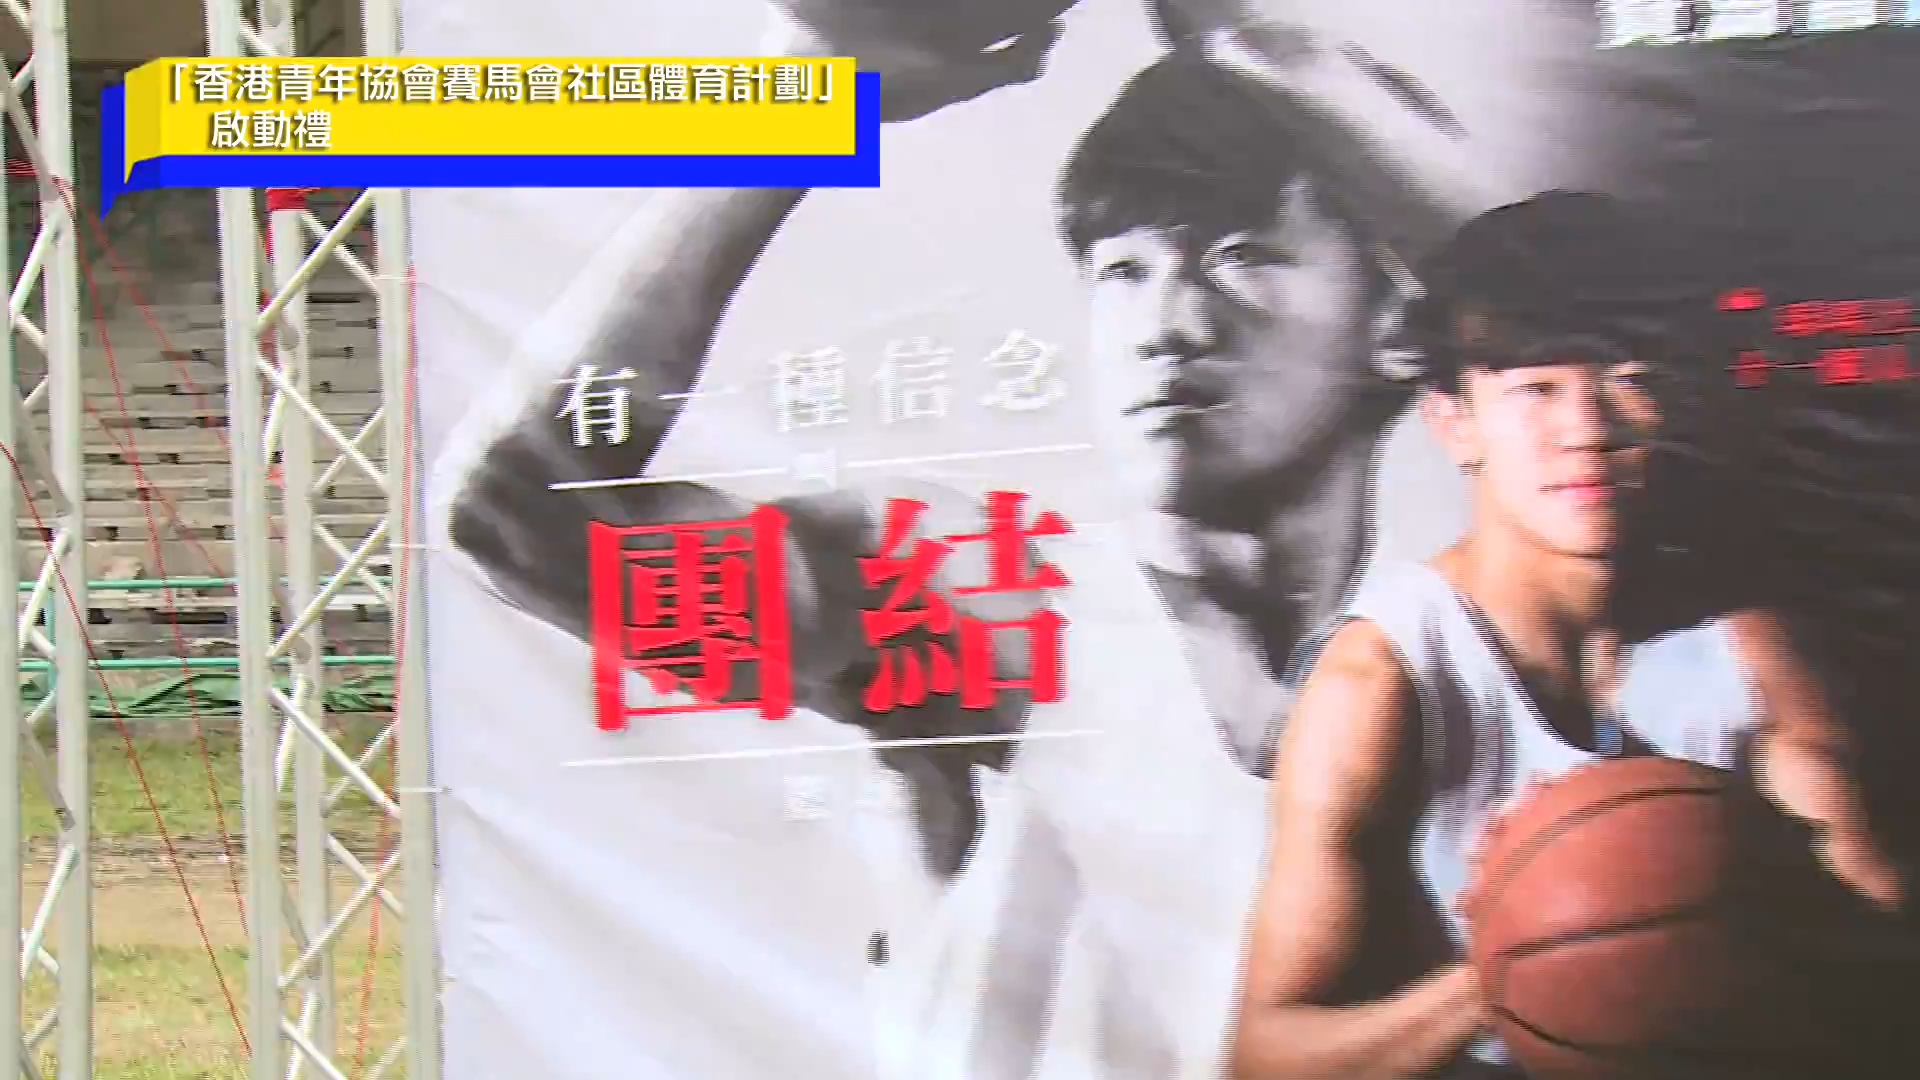 「香港青年協會賽馬會社區體育計劃」
啟動禮
有一種信念
團結